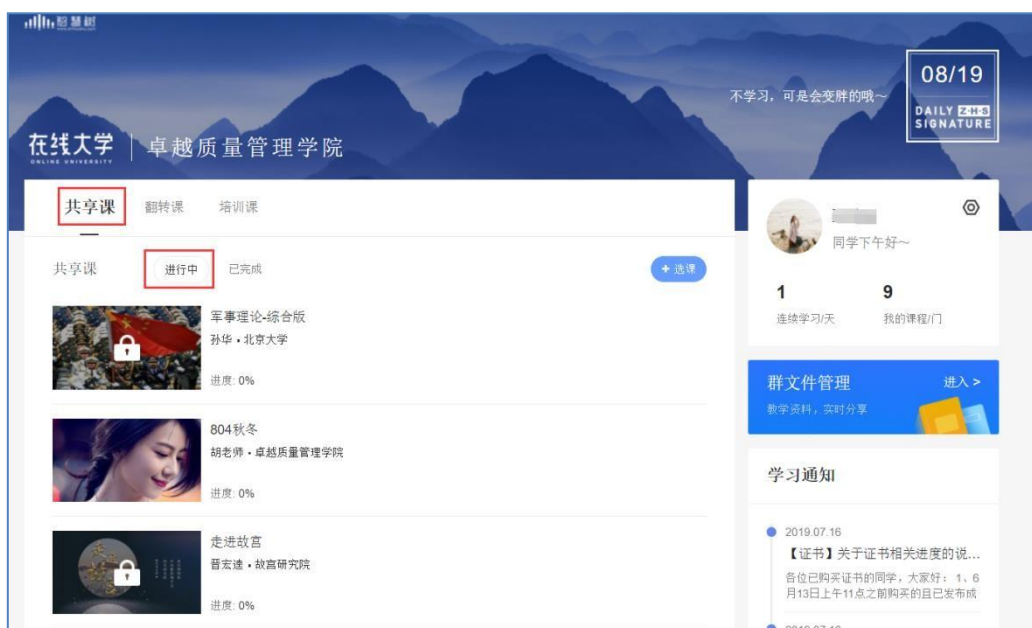 智慧树
08/19
不学习，可是会变胖的哦～
DAILY Z·H·S
SIGNATURE
在线大学
ONLINE UNIVERSITY
卓越质量管理学院
共享课
翻转课
培训课
同学下午好～
共享课
进行中
已完成
+ 选课
1
9
连续学习/天
我的课程/门
军事理论-综合版
孙华 • 北京大学
进度: 0%
群文件管理
进入 >
教学资料，实时分享
804秋冬
胡老师 • 卓越质量管理学院
进度: 0%
学习通知
走进故宫
晋宏逵 • 故宫研究院
进度: 0%
2019.07.16
【证书】关于证书相关进度的说...
各位已购买证书的同学，大家好： 1、6
月13日上午11点之前购买的且已发布成